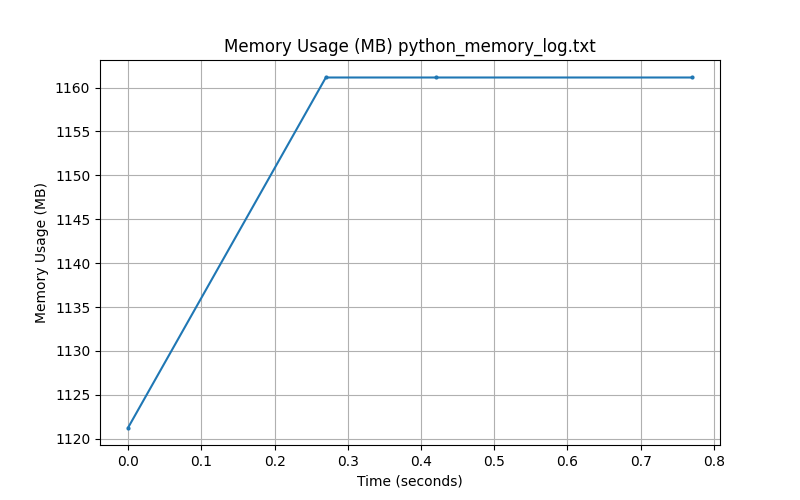 Memory Usage (MB) python_memory_log.txt
1160
1155
1150
1145
1140
1135
1130
1125
1120
Memory Usage (MB)
0.0 0.1 0.2 0.3 0.4 0.5 0.6 0.7 0.8
Time (seconds)